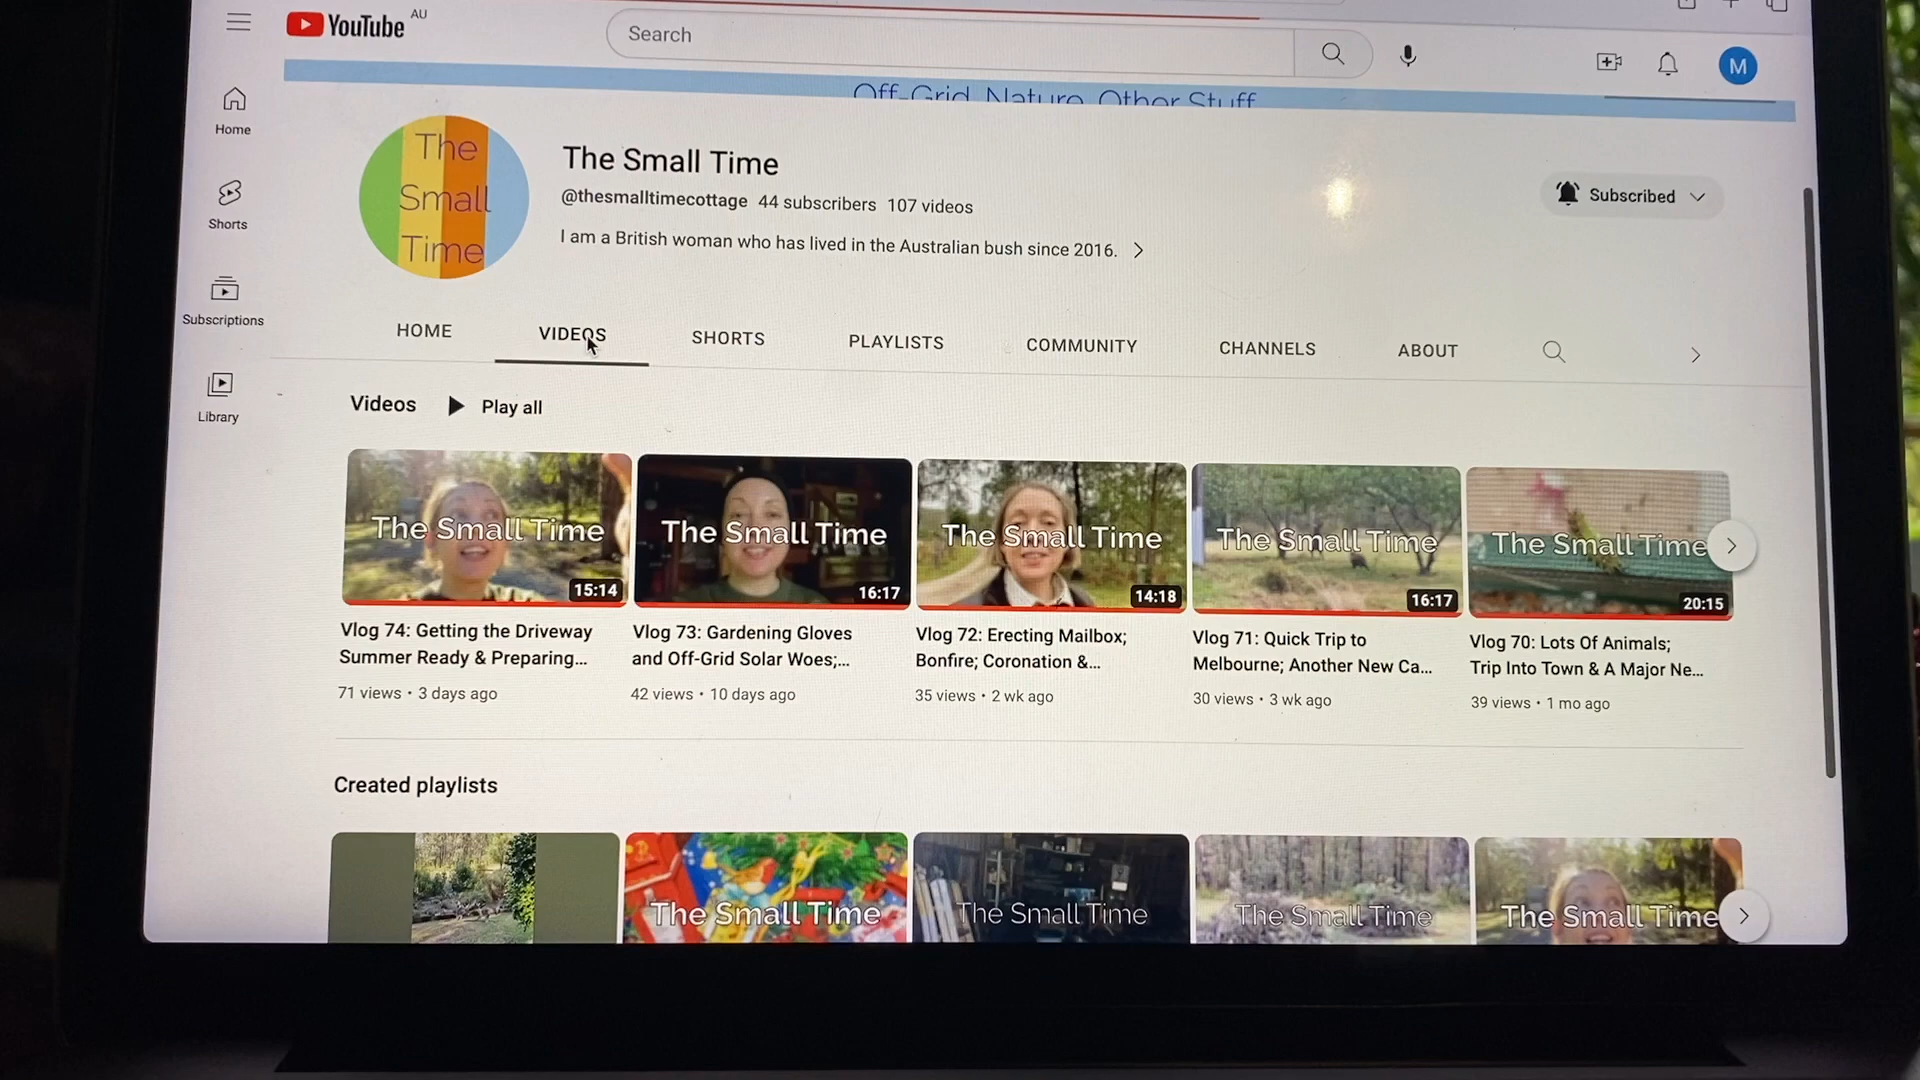 YouTube AU
Search
M
Off-Grid, Nature, Other Stuff
Home
Shorts
Subscriptions
Library
The
Small
Time
The Small Time
@thesmalltimecottage 44 subscribers 107 videos
I am a British woman who has lived in the Australian bush since 2016.
Subscribed
HOME VIDEOS SHORTS PLAYLISTS COMMUNITY CHANNELS ABOUT
Videos Play all
The Small Time
15:14
Vlog 74: Getting the Driveway
Summer Ready & Preparing...
71 views • 3 days ago
The Small Time
16:17
Vlog 73: Gardening Gloves
and Off-Grid Solar Woes;...
42 views • 10 days ago
The Small Time
14:18
Vlog 72: Erecting Mailbox;
Bonfire; Coronation &...
35 views • 2 wk ago
The Small Time
16:17
Vlog 71: Quick Trip to
Melbourne; Another New Ca...
30 views • 3 wk ago
The Small Time
20:15
Vlog 70: Lots Of Animals;
Trip Into Town & A Major Ne...
39 views • 1 mo ago
Created playlists
The Small Time
The Small Time
The Small Time
The Small Time